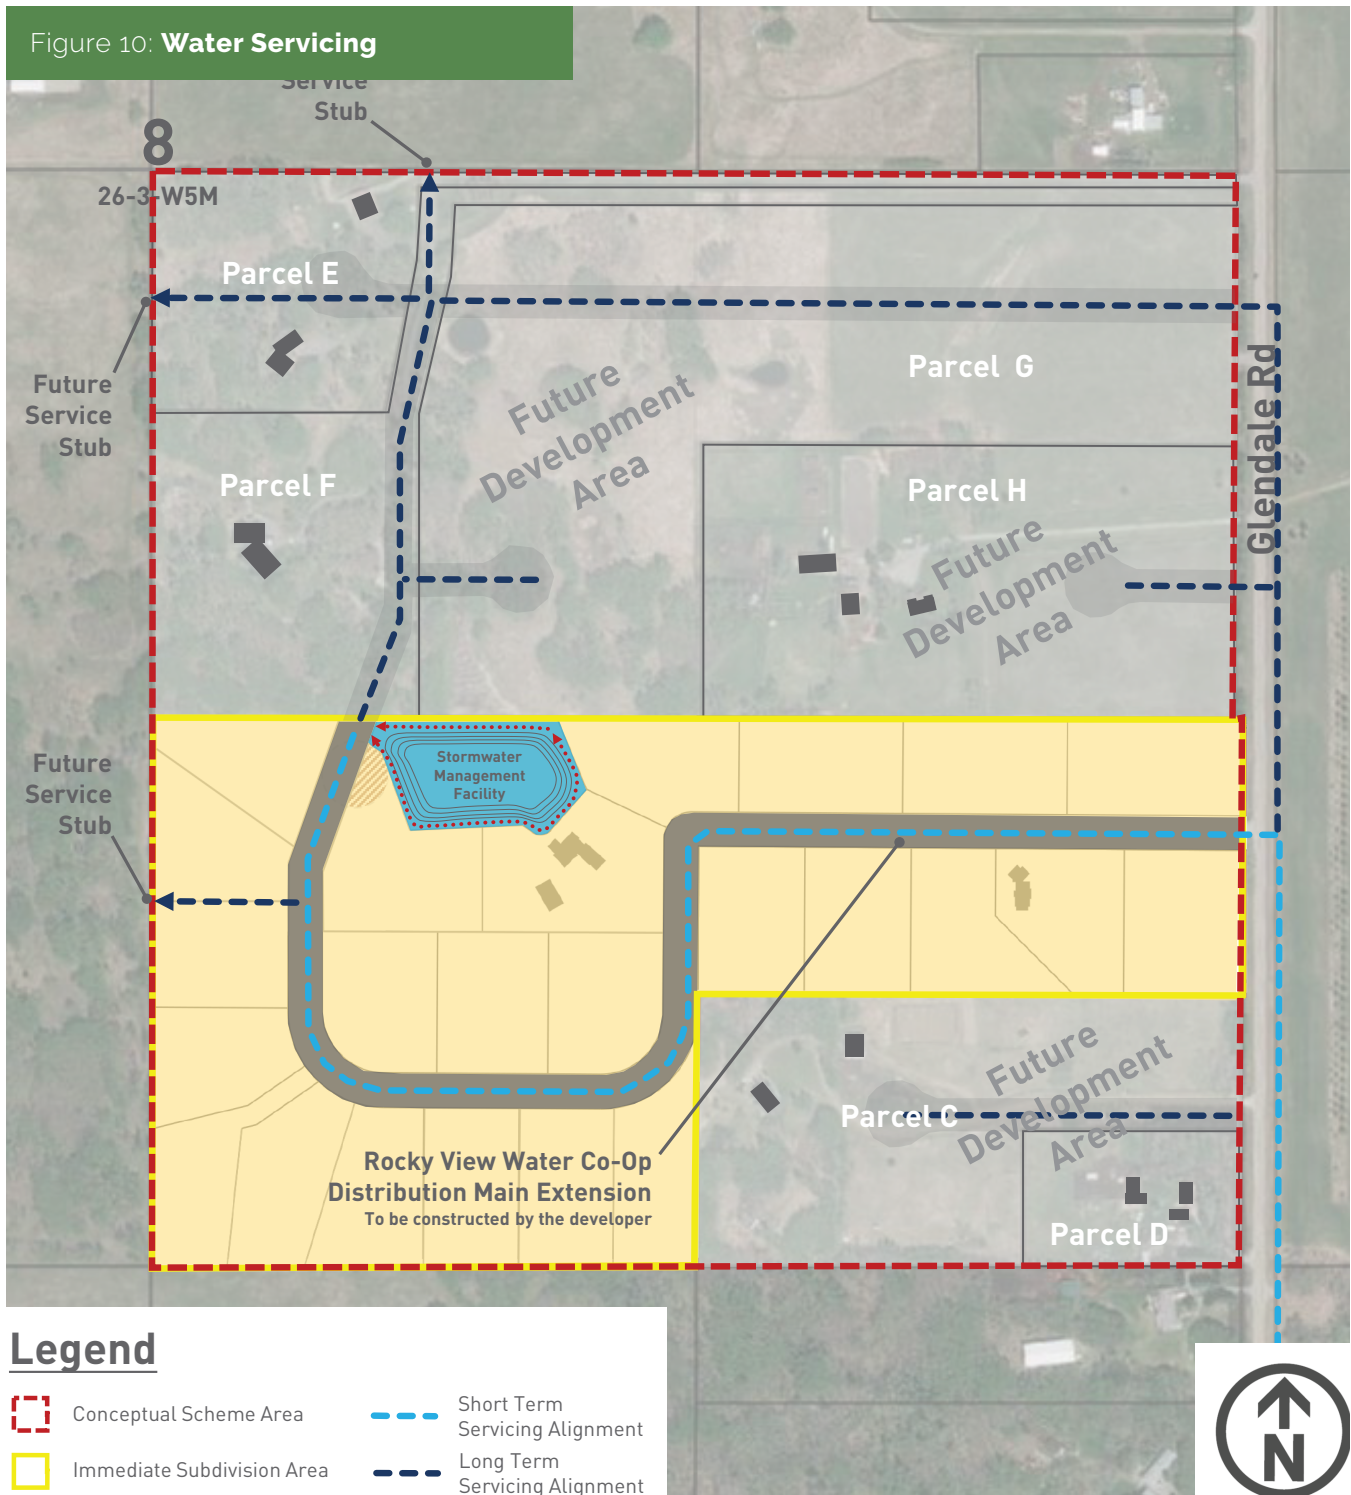 Figure 10: Water Servicing
Service
Stub
8
26-3-W5M
Parcel E
Future
Service
Stub
Future
Development
Area
Parcel G
Glendale Rd
Parcel F
Parcel H
Future
Development
Area
Future
Service
Stub
Stormwater
Management
Facility
Future
Development
Area
Parcel C
Rocky View Water Co-Op
Distribution Main Extension
To be constructed by the developer
Parcel D
Legend
Conceptual Scheme Area
Short Term
Servicing Alignment
Immediate Subdivision Area
Long Term
Servicing Alignment
N